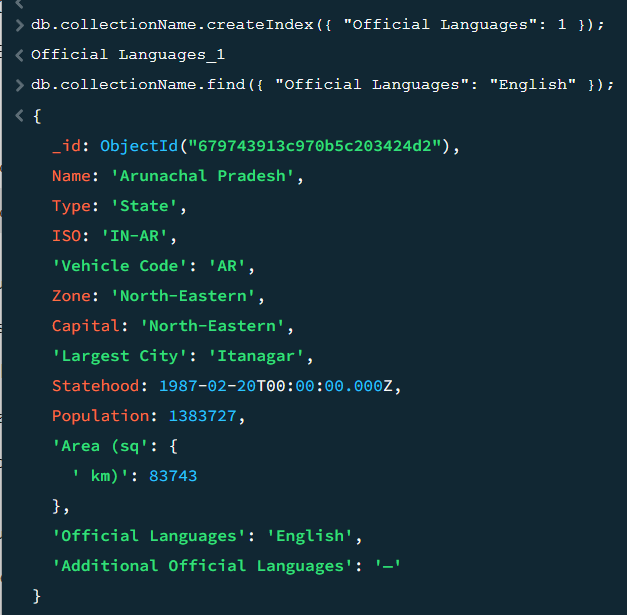 > db.collectionName.createIndex({ "Official Languages": 1 });
< Official Languages_1
> db.collectionName.find({ "Official Languages": "English" });
< {
_id: ObjectId("679743913c970b5c203424d2"),
Name: 'Arunachal Pradesh',
Type: 'State',
ISO: 'IN-AR',
'Vehicle Code': 'AR',
Zone: 'North-Eastern',
Capital: 'North-Eastern',
'Largest City': 'Itanagar',
Statehood: 1987-02-20T00:00:00.000Z,
Population: 1383727,
'Area (sq': {
' km)': 83743
},
'Official Languages': 'English',
'Additional Official Languages': '—'
}